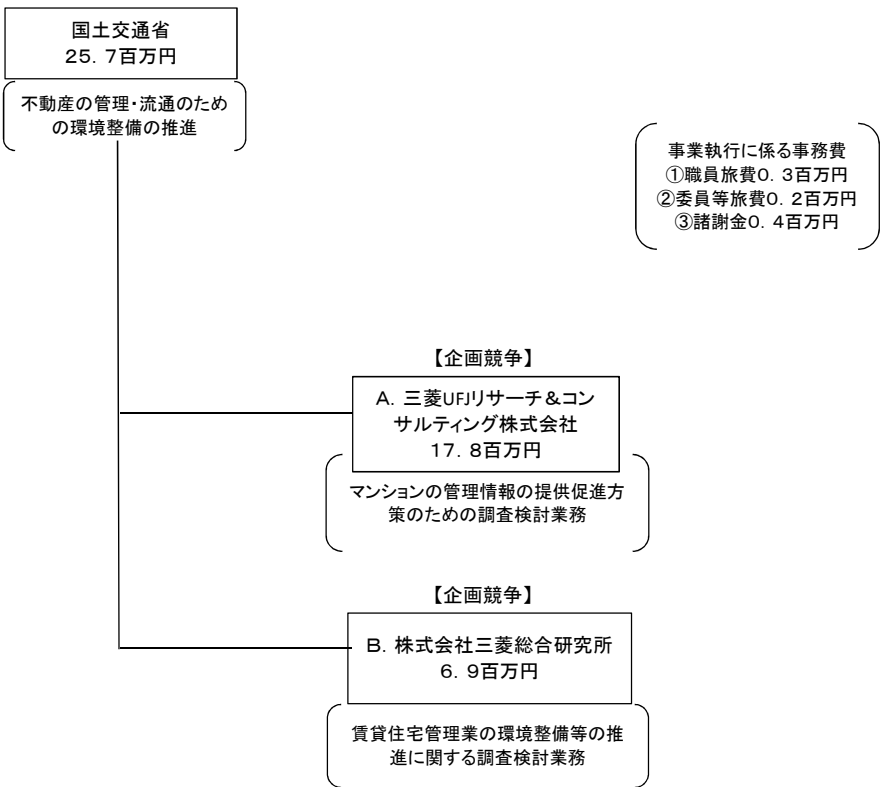 国土交通省
25．7百万円
不動産の管理・流通のため
の環境整備の推進
事業執行に係る事務費
①職員旅費0．3百万円
②委員等旅費0．2百万円
③諸謝金0．4百万円
【企画競争】
A．三菱UFJリサーチ＆コン
サルティング株式会社
17．8百万円
マンションの管理情報の提供促進方
策のための調査検討業務
【企画競争】
B．株式会社三菱総合研究所
6．9百万円
賃貸住宅管理業の環境整備等の推
進に関する調査検討業務